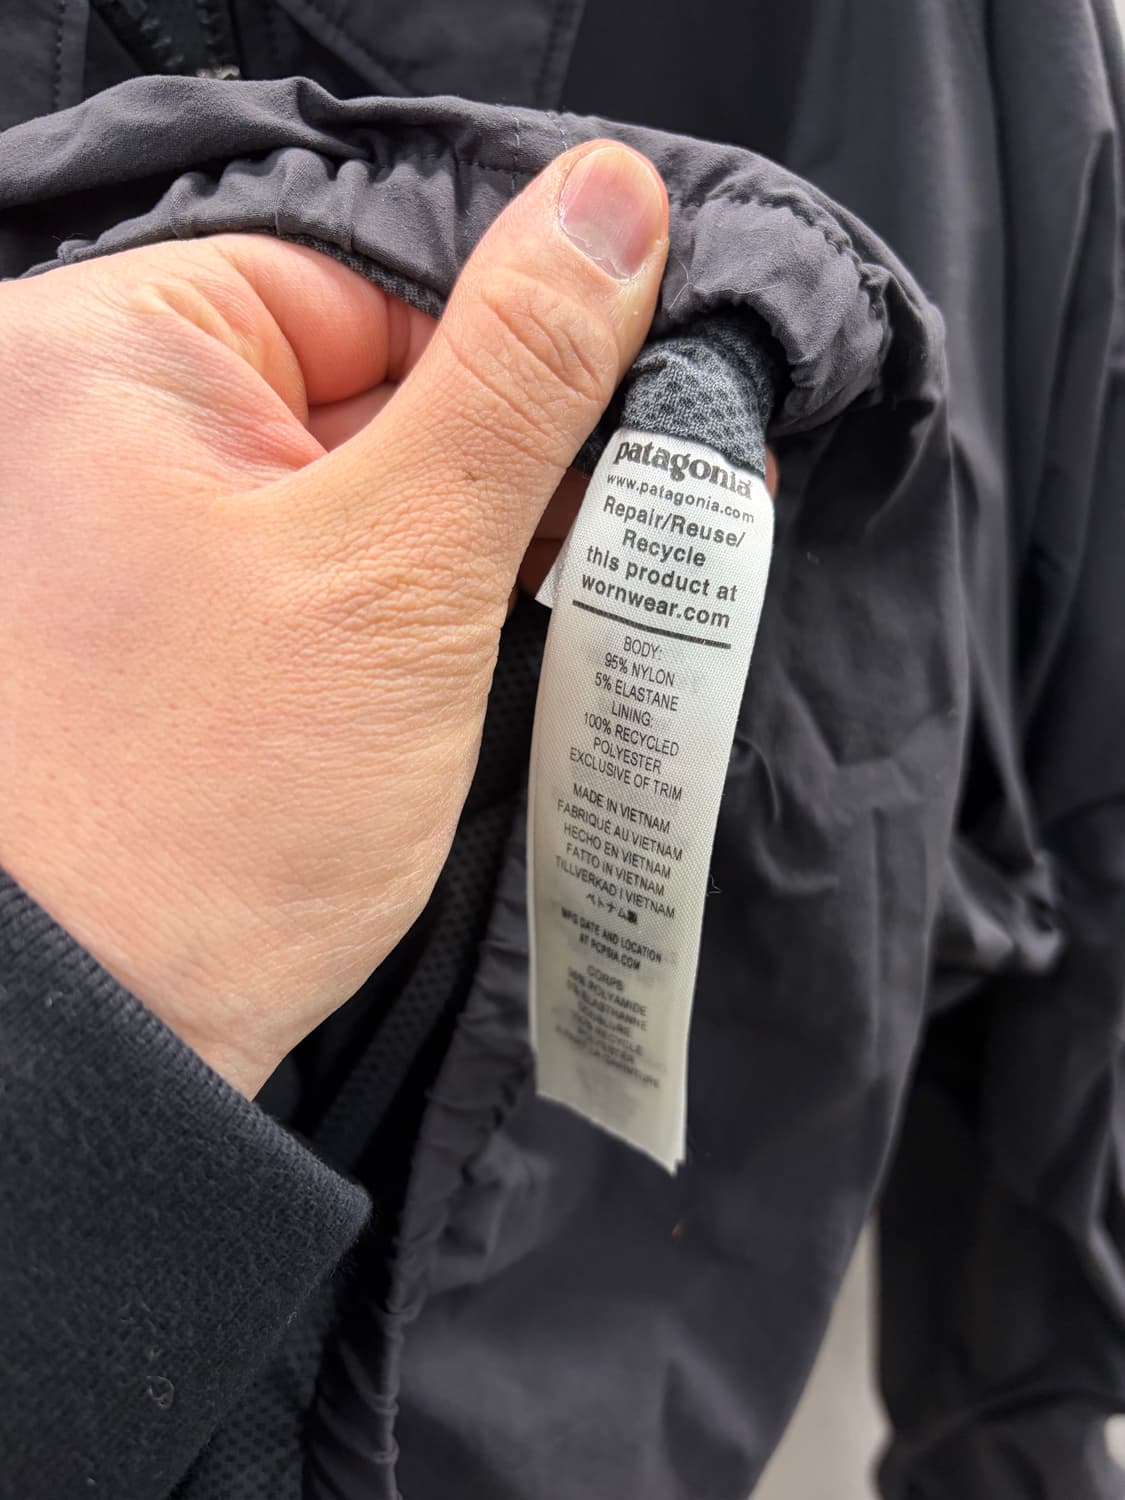 patagonia
www.patagonia.com
Repair/Reuse/
Recycle
this product at
wornwear.com
BODY:
95% NYLON
5% ELASTANE
LINING:
100% RECYCLED
POLYESTER
EXCLUSIVE OF TRIM
MADE IN VIETNAM
FABRIQUÉ AU VIETNAM
HECHO EN VIETNAM
FATTO IN VIETNAM
TILLVERKAD I VIETNAM
ベトナム製
MFG DATE AND LOCATION
AT PCPSIA.COM
CORPS
POLYAMIDE
ELASTHANNE